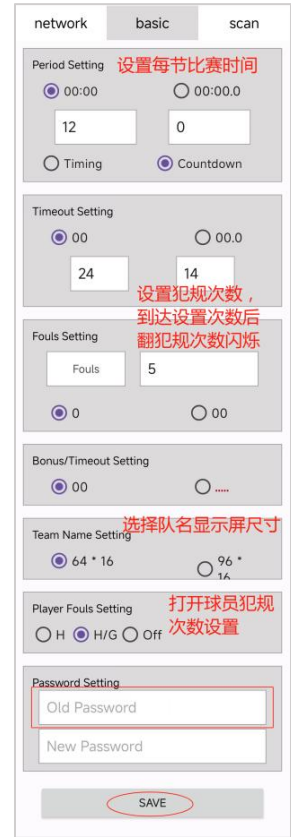 network basic scan
Period Setting 设置每节比赛时间
00:00 00:00.0
12 0
Timing Countdown
Timeout Setting
00 00.0
24 14
设置犯规次数，
到达设置次数后
翻犯规次数闪烁
Fouls Setting
Fouls 5
0 00
Bonus/Timeout Setting
00 .....
选择队名显示屏尺寸
Team Name Setting
64 * 16 96 *
16
Player Fouls Setting 打开球员犯规
次数设置
H H/G Off
Password Setting
Old Password
New Password
SAVE